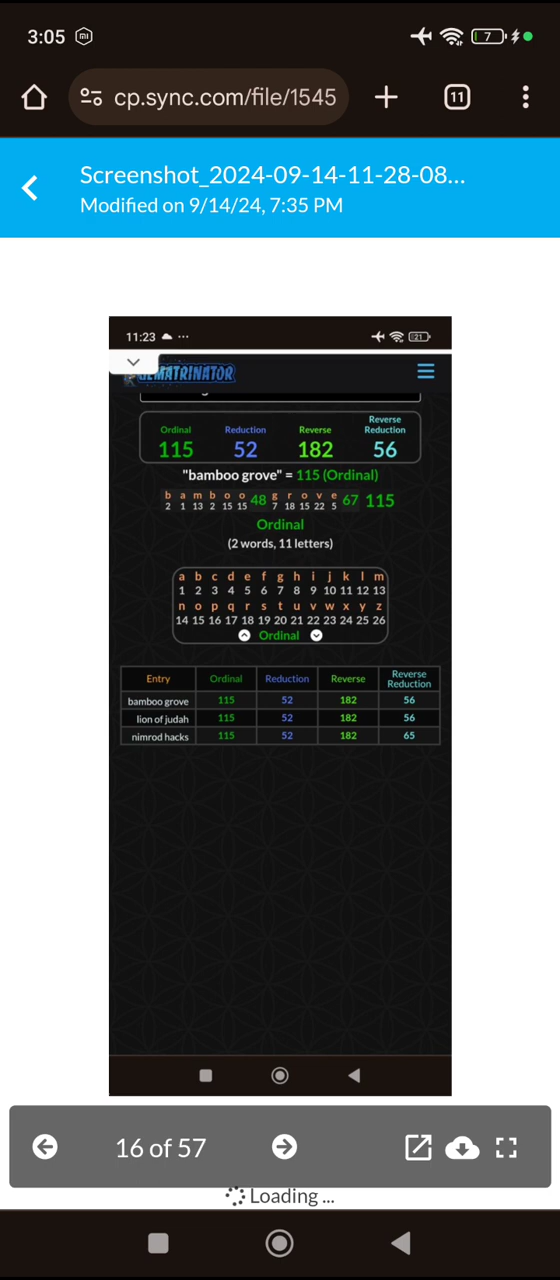 3:05
7
cp.sync.com/file/1545
11
Screenshot_2024-09-14-11-28-08...
Modified on 9/14/24, 7:35 PM
11:23 ...
21
GEMATRINATOR
Ordinal Reduction Reverse Reverse Reduction
115 52 182 56
"bamboo grove" = 115 (Ordinal)
b a m b o o 48 g r o v e 67 115
2 1 13 2 15 15 7 18 15 22 5
Ordinal
(2 words, 11 letters)
a b c d e f g h i j k l m
1 2 3 4 5 6 7 8 9 10 11 12 13
n o p q r s t u v w x y z
14 15 16 17 18 19 20 21 22 23 24 25 26
Ordinal
Entry Ordinal Reduction Reverse Reverse Reduction
bamboo grove 115 52 182 56
lion of judah 115 52 182 56
nimrod hacks 115 52 182 65
16 of 57
Loading ...